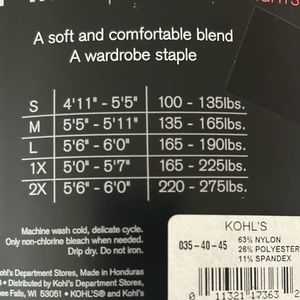 A soft and comfortable blend
A wardrobe staple
S 4'11" - 5'5" 100 - 135lbs.
M 5'5" - 5'11" 135 - 165lbs.
L 5'6" - 6'0" 165 - 190lbs.
1X 5'0" - 5'7" 165 - 225lbs.
2X 5'6" - 6'0" 220 - 275lbs.
Machine wash cold, delicate cycle.
Only non-chlorine bleach when needed.
Drip dry. Do not iron.
Kohl's Department Stores, Made in Honduras
Distributed by Kohl's Department Stores,
Falls, WI 53051 • KOHL'S® and Kohl's
KOHL'S
035-40-45 63% NYLON
26% POLYESTER
11% SPANDEX
0 11321 17363